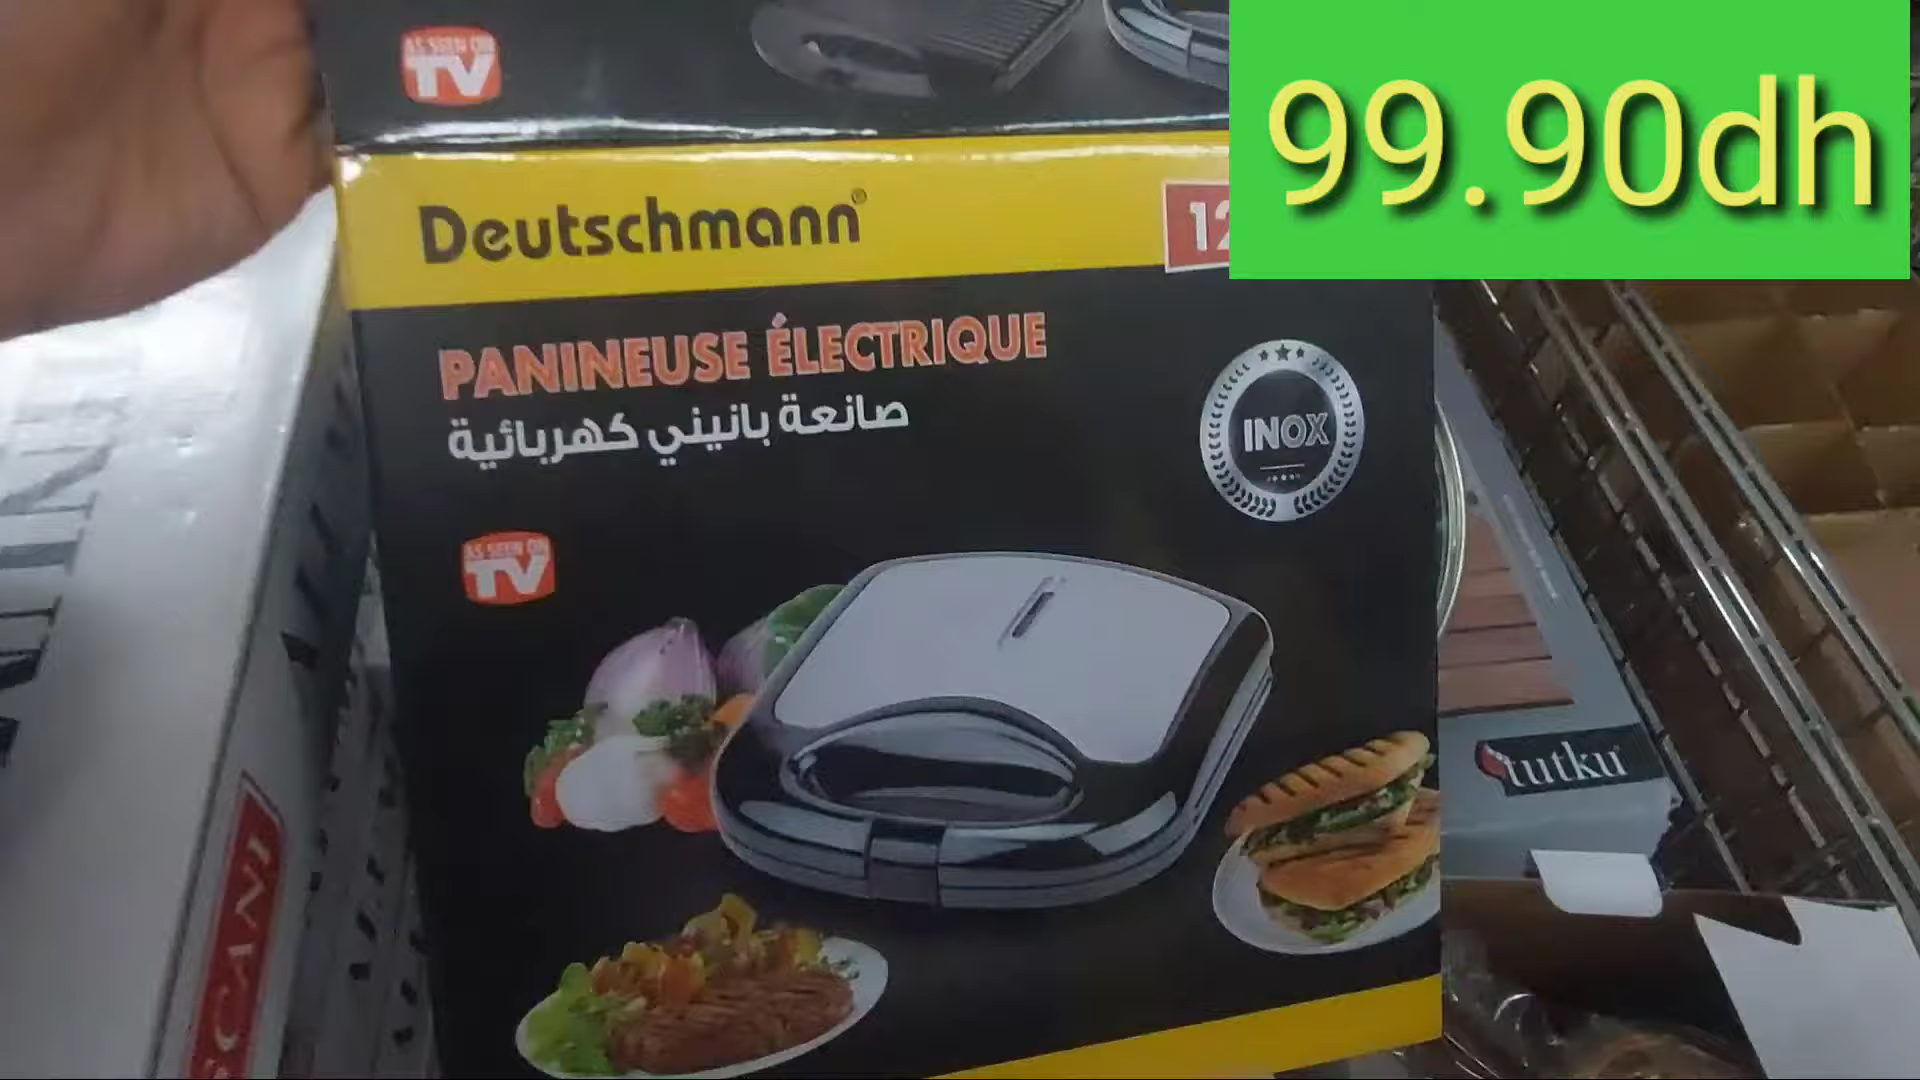 AS SEEN ON
TV
99.90dh
Deutschmann®
PANINEUSE ÉLECTRIQUE
صانعة بانيني كهربائية
INOX
AS SEEN ON
TV
tutku